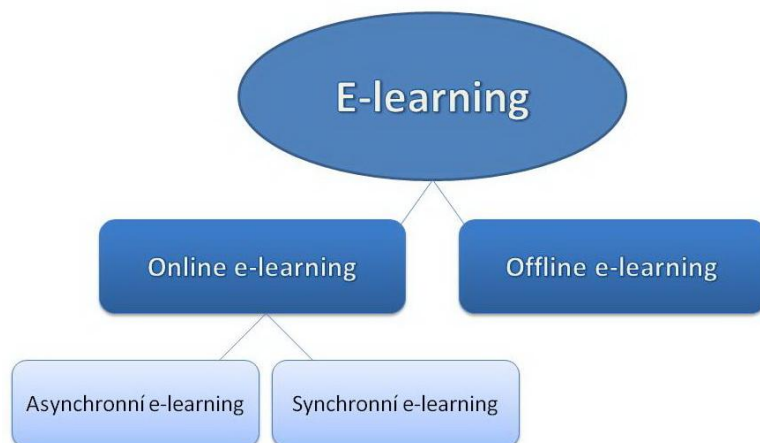 E-learning
Online e-learning
Offline e-learning
Asynchronní e-learning
Synchronní e-learning